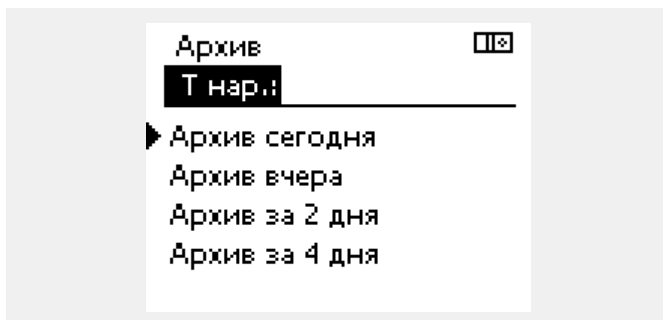 Архив
Т нар.:
Архив сегодня
Архив вчера
Архив за 2 дня
Архив за 4 дня